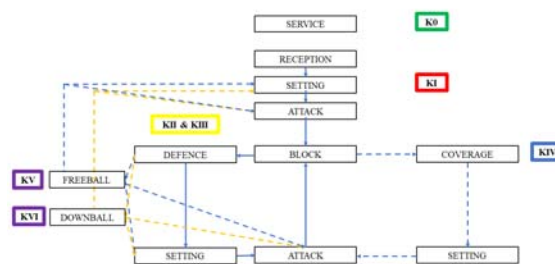 SERVICE K0
RECEPTION
SETTING KI
ATTACK
KII & KIII
DEFENCE BLOCK COVERAGE KIV
KV FREEBALL
KVI DOWNBALL
SETTING ATTACK SETTING